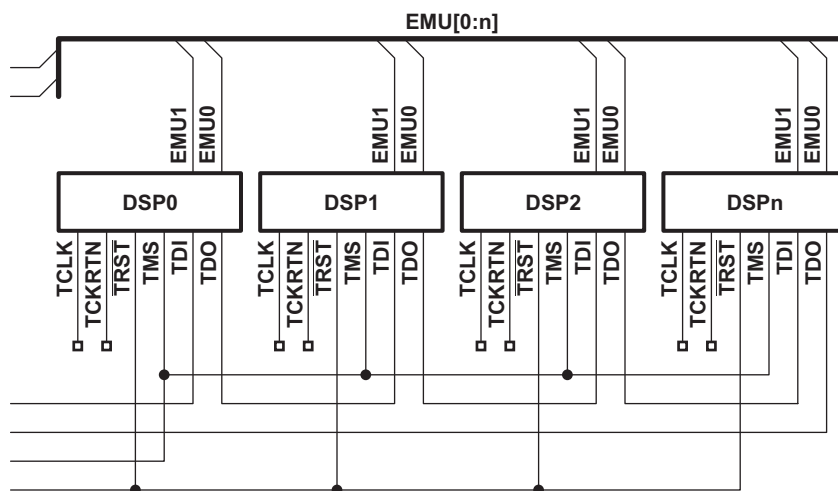 EMU[0:n]
EMU1
EMU0
EMU1
EMU0
EMU1
EMU0
EMU1
EMU0
DSP0
DSP1
DSP2
DSPn
TCLK
TCKRTN
TRST
TMS
TDI
TDO
TCLK
TCKRTN
TRST
TMS
TDI
TDO
TCLK
TCKRTN
TRST
TMS
TDI
TDO
TCLK
TCKRTN
TRST
TMS
TDI
TDO